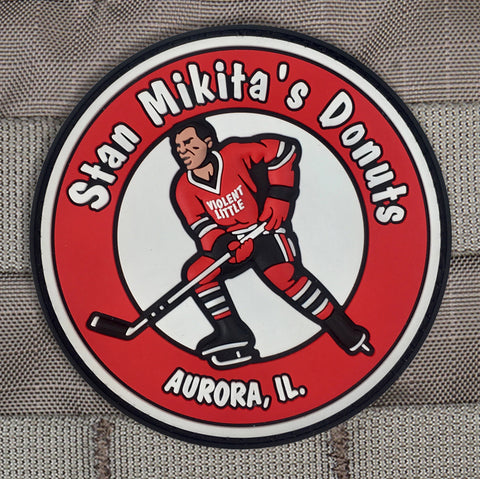 Stan Mikita's Donuts
VIOLENT
LITTLE
AURORA, IL.